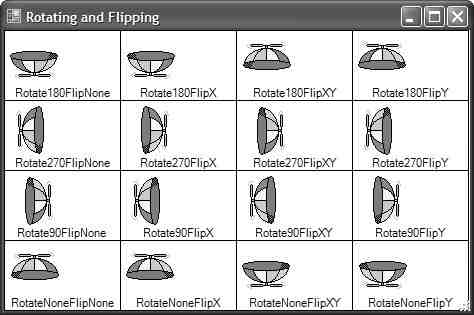 Rotating and Flipping
Rotate180FlipNone Rotate180FlipX Rotate180FlipXY Rotate180FlipY
Rotate270FlipNone Rotate270FlipX Rotate270FlipXY Rotate270FlipY
Rotate90FlipNone Rotate90FlipX Rotate90FlipXY Rotate90FlipY
RotateNoneFlipNone RotateNoneFlipX RotateNoneFlipXY RotateNoneFlipY